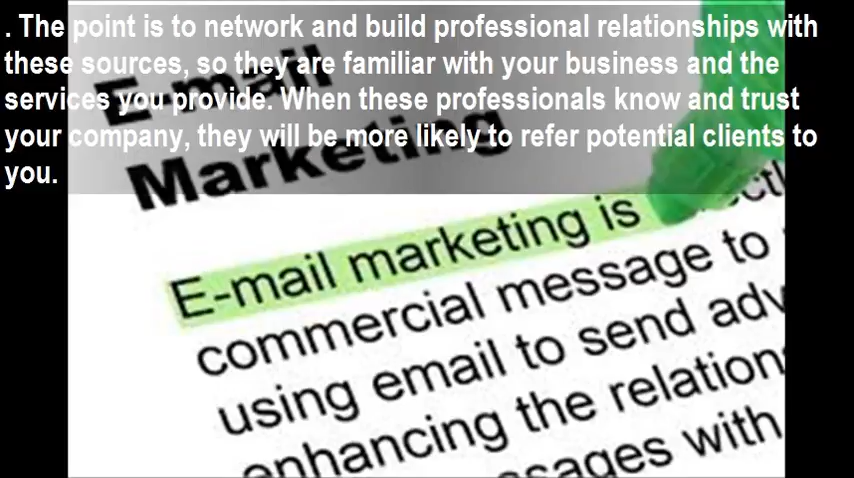 . The point is to network and build professional relationships with
these sources, so they are familiar with your business and the
services you provide. When these professionals know and trust
your company, they will be more likely to refer potential clients to
you.
E-mail
Marketing
E-mail marketing is
commercial message to
using email to send
enhancing the
with